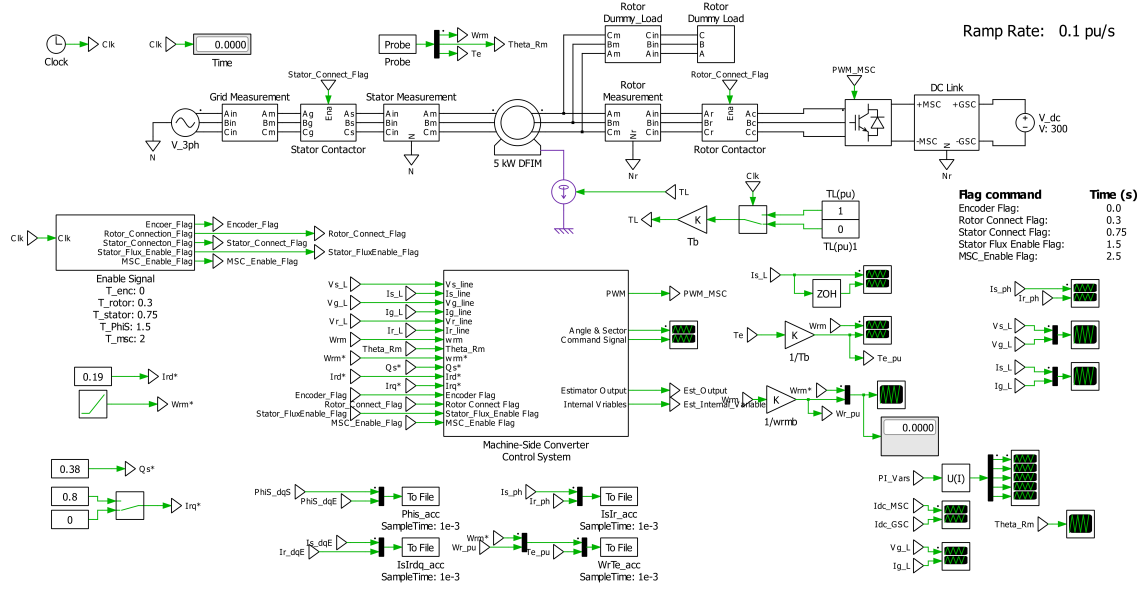 Rotor
Dummy_Load
Rotor
Dummy Load
Ramp Rate: 0.1 pu/s
Clk
Clock
Clk
0.0000
Time
Probe
Probe
Wrm
Theta_Rm
Te
Cm Cin
Bm Bin
Am Ain
C
B
A
Stator_Connect_Flag
Rotor_Connect_Flag
PWM_MSC
Grid Measurement
Stator Measurement
Rotor
Measurement
DC Link
Ain Am
Bin Bm
Cin Cm
Ena
Ag As
Bg Bs
Cg Cs
Ain Am
Bin Bm
Cin Cm
N
Am Ain
Bm Bin
Cm Cin
Nr
Ena
Ar Ac
Br Bc
Cr Cc
+MSC +GSC
-MSC -GSC
N
V_dc
V: 300
N
V_3ph
Stator Contactor
N
5 kW DFIM
Nr
Rotor Contactor
Nr
TL
Clk
TL
K
Tb
TL(pu)
1
0
TL(pu)1
Flag command Time (s)
Encoder Flag: 0.0
Rotor Connect Flag: 0.3
Stator Connect Flag: 0.75
Stator Flux Enable Flag: 1.5
MSC_Enable Flag: 2.5
Clk
Clk
Encoer_Flag
Rotor_Connection_Flag
Stator_Connecton_Flag
Stator_Flux_Enable_Flag
MSC_Enable_Flag
Encoder_Flag
Rotor_Connect_Flag
Stator_Connect_Flag
Stator_FluxEnable_Flag
MSC_Enable_Flag
Enable Signal
T_enc: 0
T_rotor: 0.3
T_stator: 0.75
T_PhiS: 1.5
T_msc: 2
Vs_L
Is_L
Vg_L
Ig_L
Vr_L
Ir_L
Wrm
Theta_Rm
Wrm*
Qs*
Ird*
Irq*
Encoder_Flag
Rotor_Connect_Flag
Stator_FluxEnable_Flag
MSC_Enable_Flag
Vs_line
Is_line
Vg_line
Ig_line
Vr_line
Ir_line
wrm
Theta_Rm
wrm*
Qs*
Ird*
Irq*
Encoder Flag
Rotor Connect Flag
Stator_Flux_Enable Flag
MSC_Enable Flag
PWM
Angle & Sector
Command Signal
Estimator Output
Internal Vriables
PWM_MSC
Est_Output
Est_Internal_Variable
Machine-Side Converter
Control System
Is_L
ZOH
Te
K
1/Tb
Wrm
Te_pu
Wrm
K
1/wrmb
Wrm*
Wr_pu
0.0000
Is_ph
Ir_ph
Vs_L
Vg_L
Is_L
Ig_L
0.19
Ird*
Wrm*
0.38
Qs*
0.8
0
Irq*
PhiS_dqS
PhiS_dqE
To File
Phis_acc
SampleTime: 1e-3
Is_ph
Ir_ph
To File
IsIr_acc
SampleTime: 1e-3
Is_dqE
Ir_dqE
To File
IsIrdq_acc
SampleTime: 1e-3
Wrm*
Wr_pu
Te_pu
To File
WrTe_acc
SampleTime: 1e-3
PI_Vars
U(I)
Idc_MSC
Idc_GSC
Theta_Rm
Vg_L
Ig_L